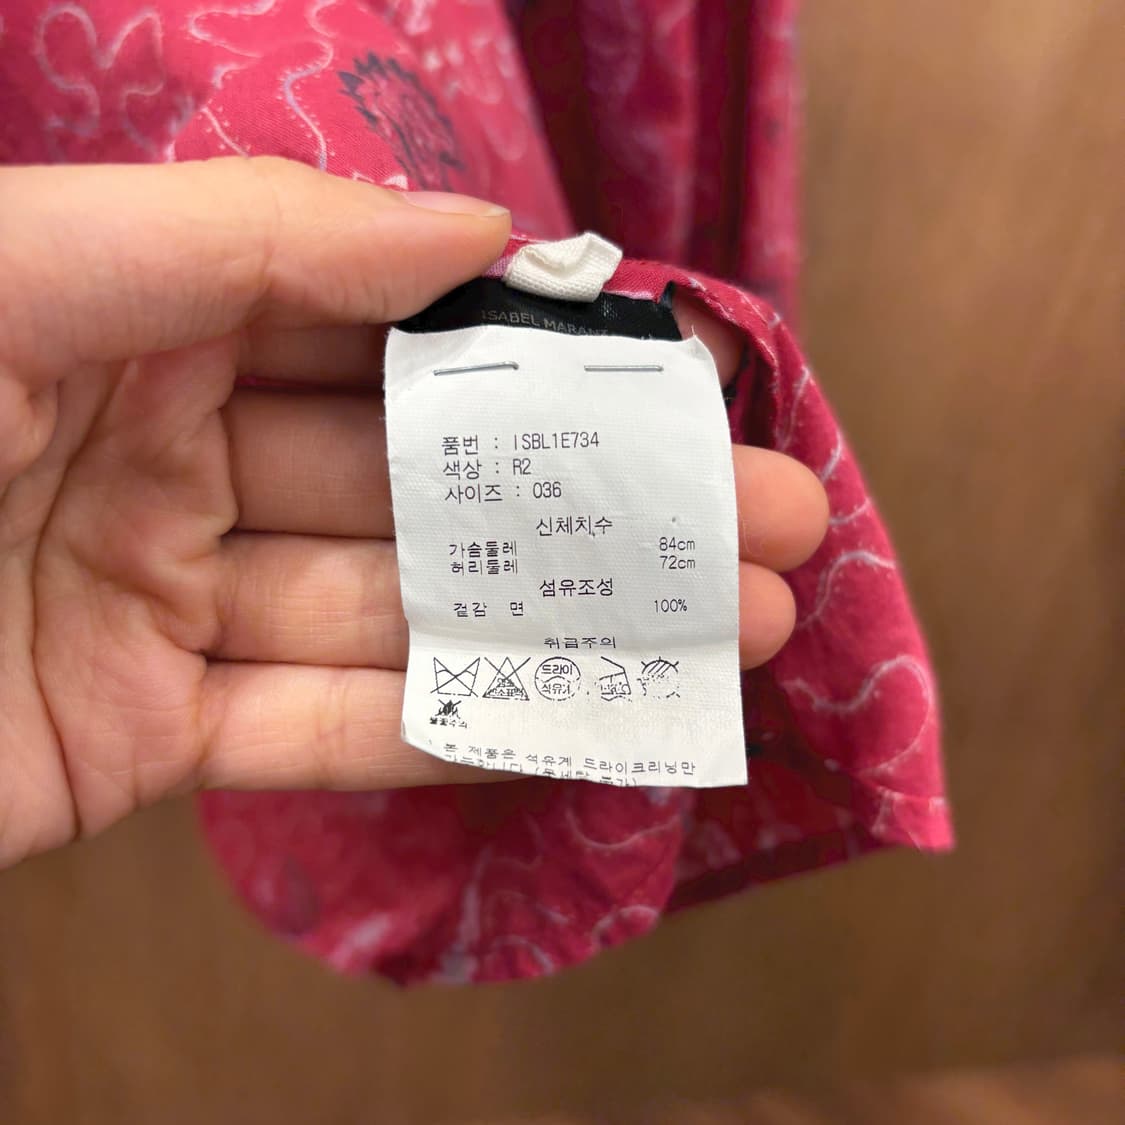 ISABEL MARANT
품번 : ISBL1E734
색상 : R2
사이즈 : 036
신체치수
가슴둘레 84cm
허리둘레 72cm
섬유조성
겉감 면 100%
취급주의
드라이
석유계
본 제품은 석유계 드라이크리닝만